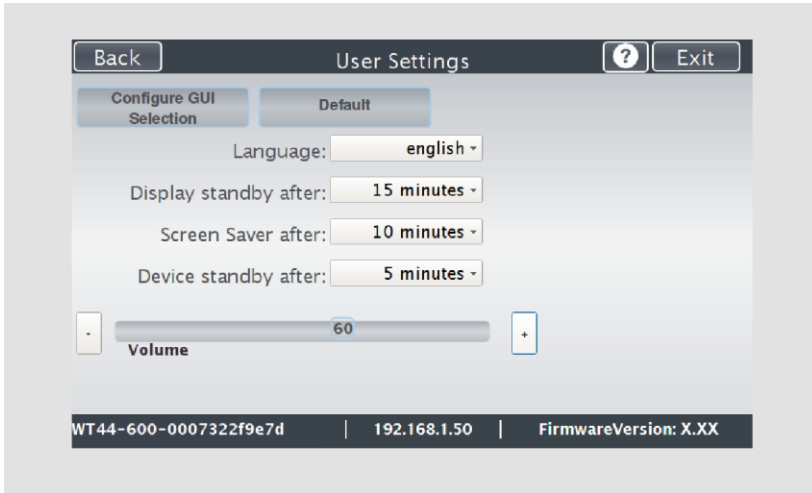 Back User Settings ? Exit
Configure GUI Default
Selection
Language: english
Display standby after: 15 minutes
Screen Saver after: 10 minutes
Device standby after: 5 minutes
- 60 +
Volume
WT44-600-0007322f9e7d | 192.168.1.50 | FirmwareVersion: X.XX